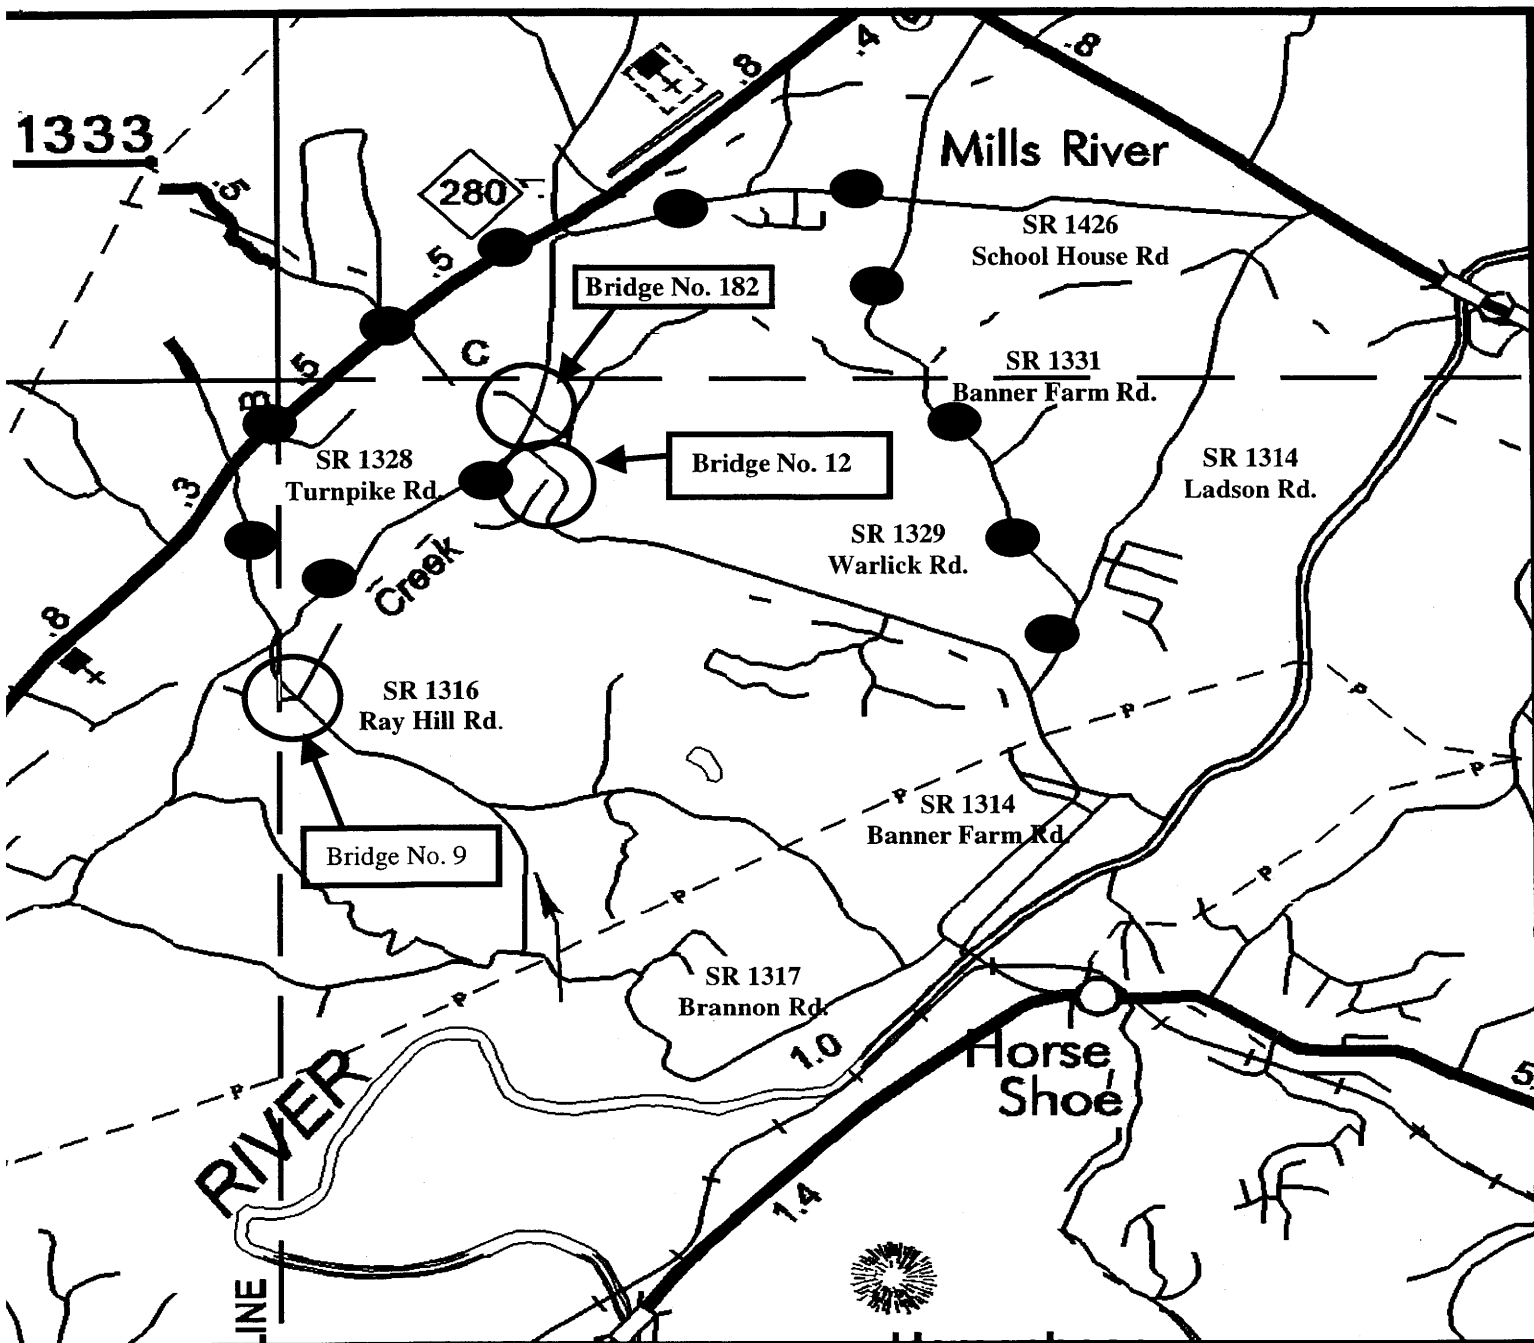 .8
.4
.8
1333
Mills River
.5
280
.1
SR 1426
School House Rd
.5
Bridge No. 182
C
SR 1331
Banner Farm Rd.
.5
B
SR 1328
Turnpike Rd.
Bridge No. 12
SR 1314
Ladson Rd.
.3
SR 1329
Warlick Rd.
Creek
.8
SR 1316
Ray Hill Rd.
P
P
P
P
SR 1314
Banner Farm Rd.
Bridge No. 9
P
P
SR 1317
Brannon Rd.
P
1.0
Horse
Shoe
RIVER
P
5
1.4
LINE